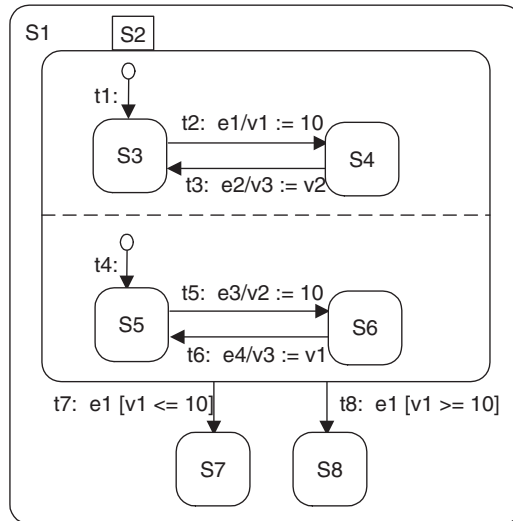 S1
S2
t1:
t2: e1/v1 := 10
S3
S4
t3: e2/v3 := v2
t4:
t5: e3/v2 := 10
S5
S6
t6: e4/v3 := v1
t7: e1 [v1 <= 10]
t8: e1 [v1 >= 10]
S7
S8